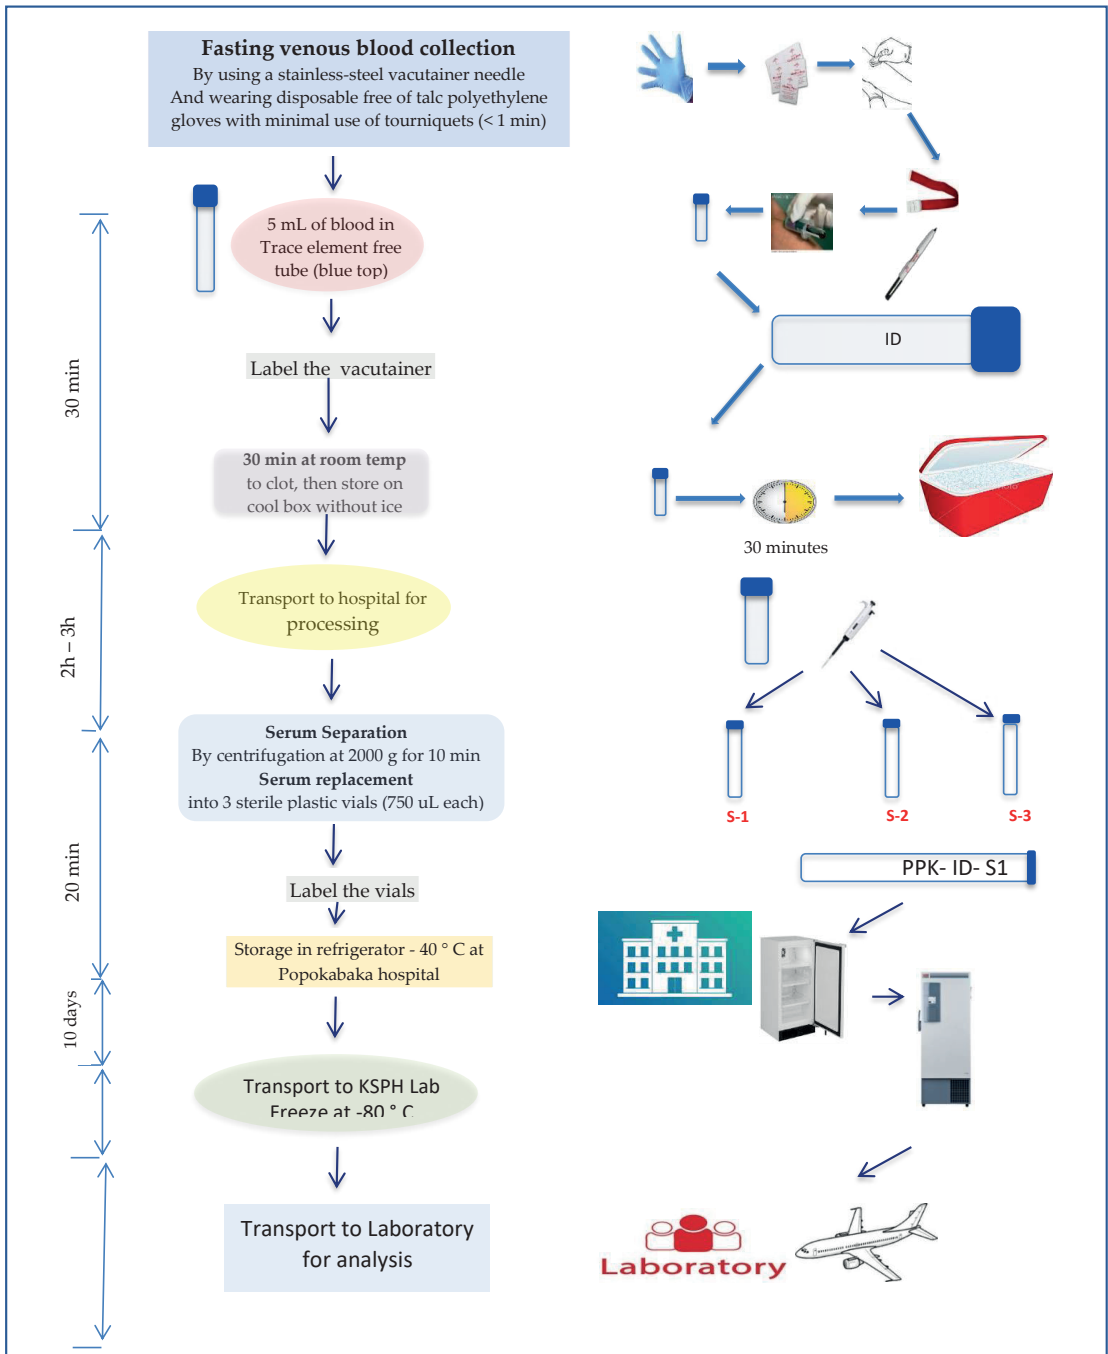 Fasting venous blood collection
By using a stainless-steel vacutainer needle
And wearing disposable free of talc polyethylene
gloves with minimal use of tourniquets (< 1 min)
5 mL of blood in
Trace element free
tube (blue top)
ID
Label the vacutainer
30 min
30 min at room temp
to clot, then store on
cool box without ice
30 minutes
Transport to hospital for
processing
2h – 3h
Serum Separation
By centrifugation at 2000 g for 10 min
Serum replacement
into 3 sterile plastic vials (750 uL each)
S-1
S-2
S-3
20 min
PPK- ID- S1
Label the vials
Storage in refrigerator - 40 ° C at
Popokabaka hospital
10 days
Transport to KSPH Lab
Freeze at -80 ° C
Transport to Laboratory
for analysis
Laboratory